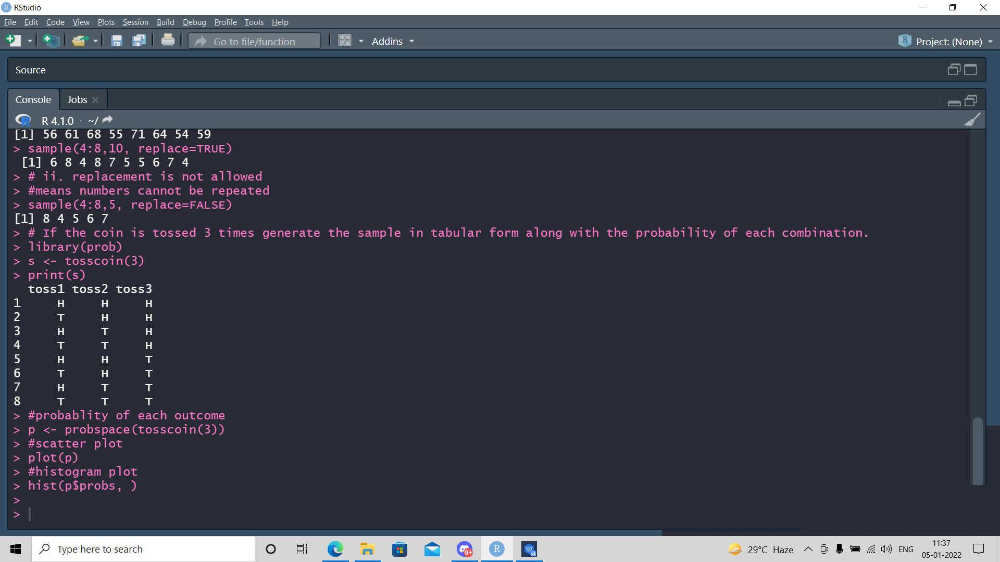 RStudio
File Edit Code View Plots Session Build Debug Profile Tools Help
Go to file/function Addins Project: (None)
Source
Console Jobs
R 4.1.0 · ~/
[1] 56 61 68 55 71 64 54 59
> sample(4:8,10, replace=TRUE)
[1] 6 8 4 8 7 5 5 6 7 4
> # ii. replacement is not allowed
> #means numbers cannot be repeated
> sample(4:8,5, replace=FALSE)
[1] 8 4 5 6 7
> # If the coin is tossed 3 times generate the sample in tabular form along with the probability of each combination.
> library(prob)
> s <- tosscoin(3)
> print(s)
toss1 toss2 toss3
1 H H H
2 T H H
3 H T H
4 T T H
5 H H T
6 T H T
7 H T T
8 T T T
> #probablity of each outcome
> p <- probspace(tosscoin(3))
> #scatter plot
> plot(p)
> #histogram plot
> hist(p$probs, )
>
>
Type here to search 9+ R W 29°C Haze ENG 11:37
05-01-2022